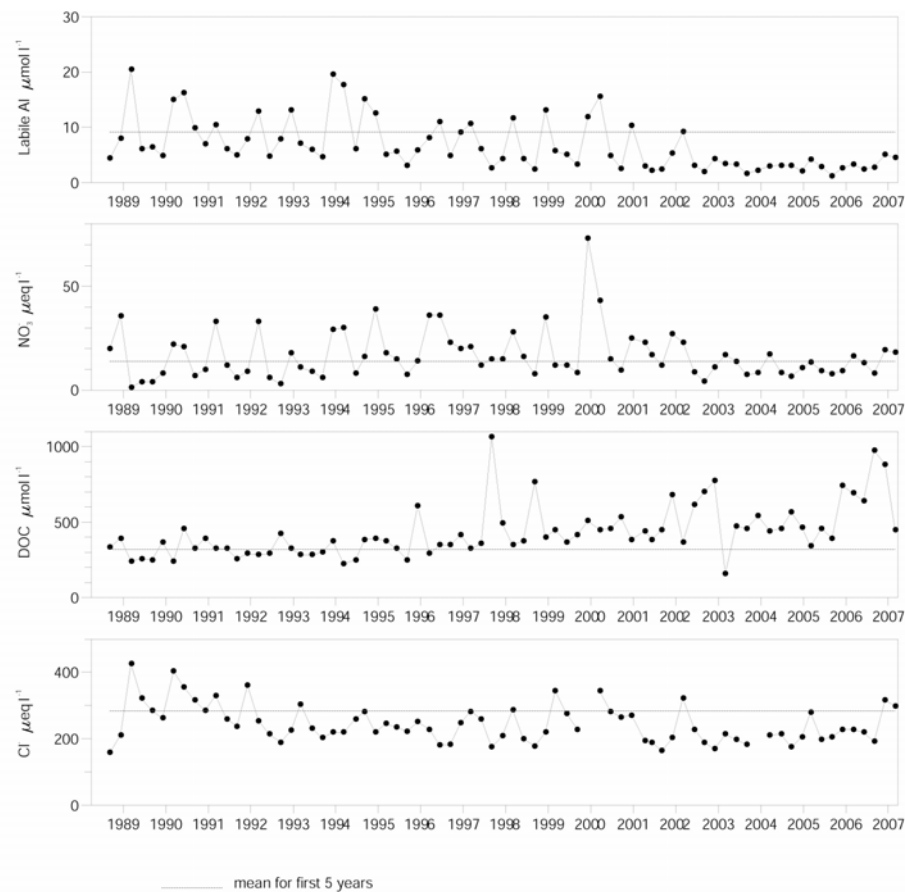 30
20
10
0
Labile Al μmol l⁻¹
1989 1990 1991 1992 1993 1994 1995 1996 1997 1998 1999 2000 2001 2002 2003 2004 2005 2006 2007
50
0
NO₃ μeq l⁻¹
1989 1990 1991 1992 1993 1994 1995 1996 1997 1998 1999 2000 2001 2002 2003 2004 2005 2006 2007
1000
500
0
DOC μmol l⁻¹
1989 1990 1991 1992 1993 1994 1995 1996 1997 1998 1999 2000 2001 2002 2003 2004 2005 2006 2007
400
200
0
Cl μeq l⁻¹
1989 1990 1991 1992 1993 1994 1995 1996 1997 1998 1999 2000 2001 2002 2003 2004 2005 2006 2007
mean for first 5 years